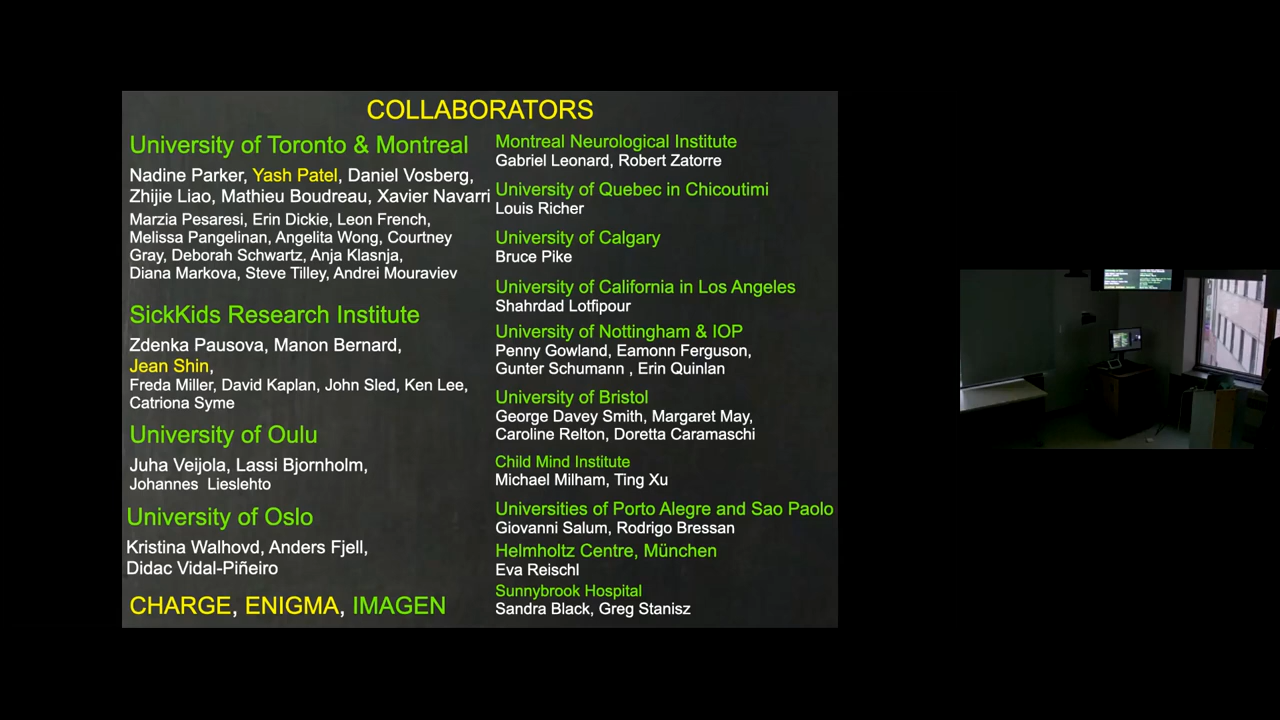 COLLABORATORS
University of Toronto & Montreal
Nadine Parker, Yash Patel, Daniel Vosberg,
Zhijie Liao, Mathieu Boudreau, Xavier Navarri
Marzia Pesaresi, Erin Dickie, Leon French,
Melissa Pangelinan, Angelita Wong, Courtney
Gray, Deborah Schwartz, Anja Klasnja,
Diana Markova, Steve Tilley, Andrei Mouraviev
SickKids Research Institute
Zdenka Pausova, Manon Bernard,
Jean Shin,
Freda Miller, David Kaplan, John Sled, Ken Lee,
Catriona Syme
University of Oulu
Juha Veijola, Lassi Bjornholm,
Johannes Lieslehto
University of Oslo
Kristina Walhovd, Anders Fjell,
Didac Vidal-Piñeiro
CHARGE, ENIGMA, IMAGEN
Montreal Neurological Institute
Gabriel Leonard, Robert Zatorre
University of Quebec in Chicoutimi
Louis Richer
University of Calgary
Bruce Pike
University of California in Los Angeles
Shahrdad Lotfipour
University of Nottingham & IOP
Penny Gowland, Eamonn Ferguson,
Gunter Schumann , Erin Quinlan
University of Bristol
George Davey Smith, Margaret May,
Caroline Relton, Doretta Caramaschi
Child Mind Institute
Michael Milham, Ting Xu
Universities of Porto Alegre and Sao Paolo
Giovanni Salum, Rodrigo Bressan
Helmholtz Centre, München
Eva Reischl
Sunnybrook Hospital
Sandra Black, Greg Stanisz